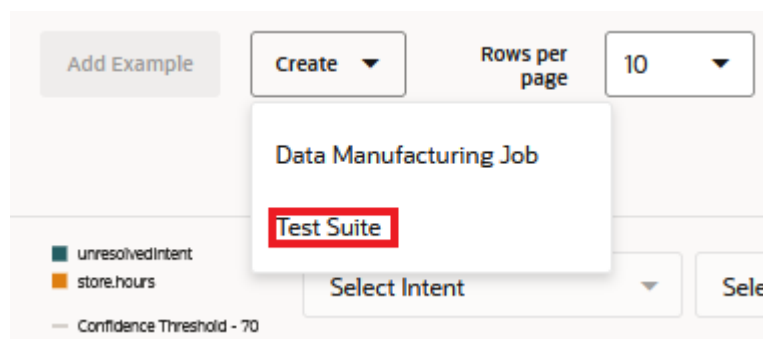 Add Example
Create
Rows per
page
10
Data Manufacturing Job
Test Suite
unresolvedIntent
store.hours
Confidence Threshold - 70
Select Intent
Sele